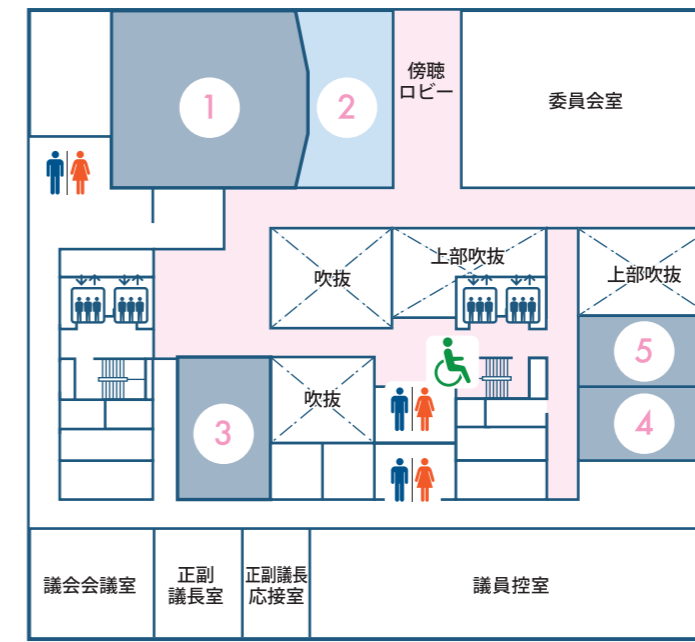 1
2
傍聴
ロビー
委員会室
吹抜
上部吹抜
上部吹抜
5
3
吹抜
4
議会会議室
正副
議長室
正副議長
応接室
議員控室